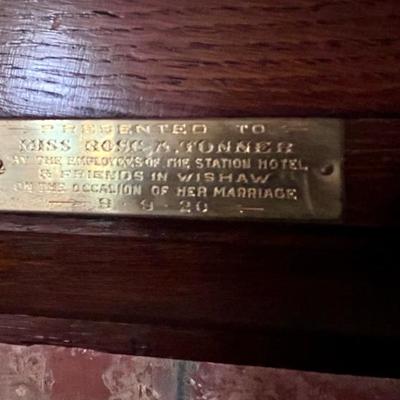 PRESENTED TO
MISS ROSE A. TONNER
BY THE EMPLOYEES OF THE STATION HOTEL
& FRIENDS IN WISHAW
ON THE OCCASION OF HER MARRIAGE
9 · 9 · 20